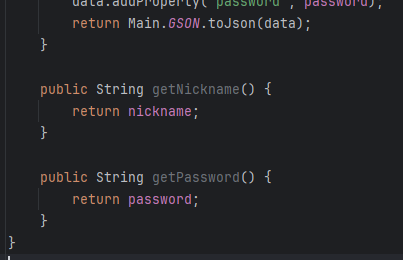 data.addProperty("password", password);
return Main.GSON.toJson(data);
}
public String getNickname() {
return nickname;
}
public String getPassword() {
return password;
}
}